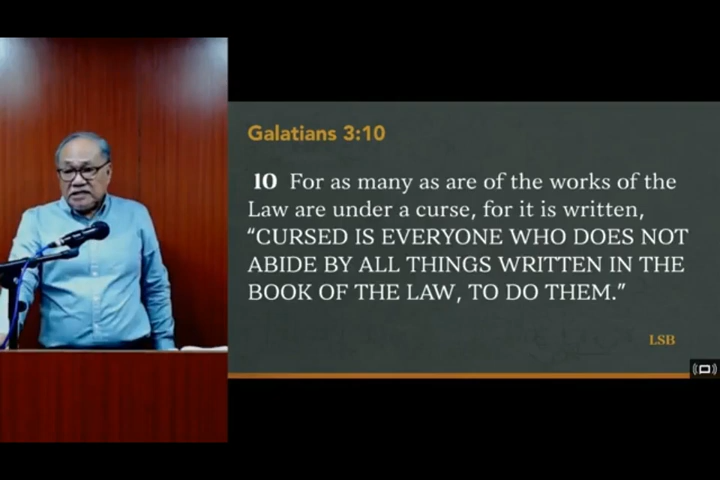 Galatians 3:10
10 For as many as are of the works of the
Law are under a curse, for it is written,
“CURSED IS EVERYONE WHO DOES NOT
ABIDE BY ALL THINGS WRITTEN IN THE
BOOK OF THE LAW, TO DO THEM.”
LSB